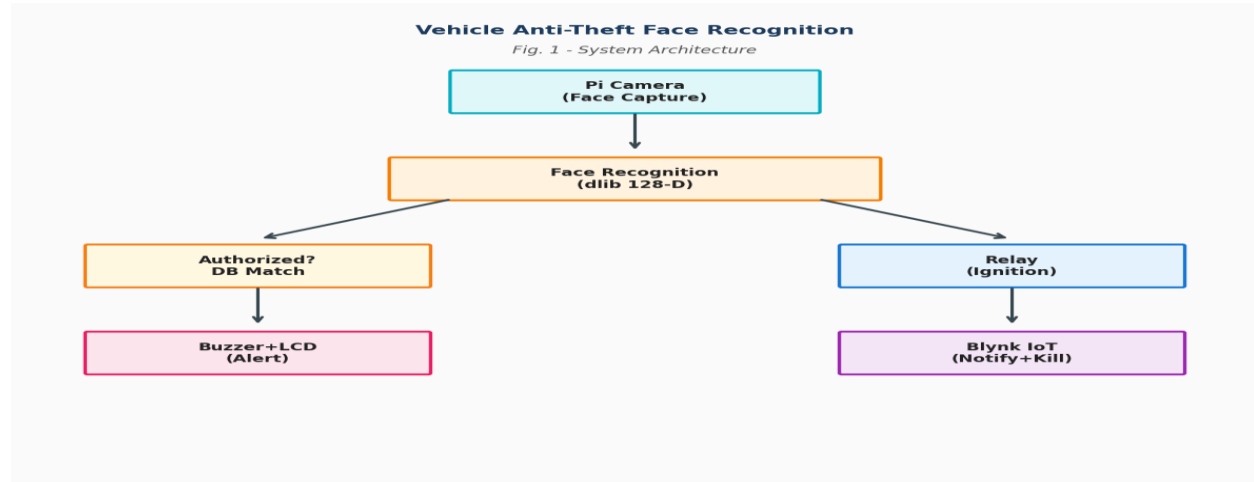 Vehicle Anti-Theft Face Recognition
Fig. 1 - System Architecture
Pi Camera
(Face Capture)
Face Recognition
(dlib 128-D)
Authorized?
DB Match
Relay
(Ignition)
Buzzer+LCD
(Alert)
Blynk IoT
(Notify+Kill)